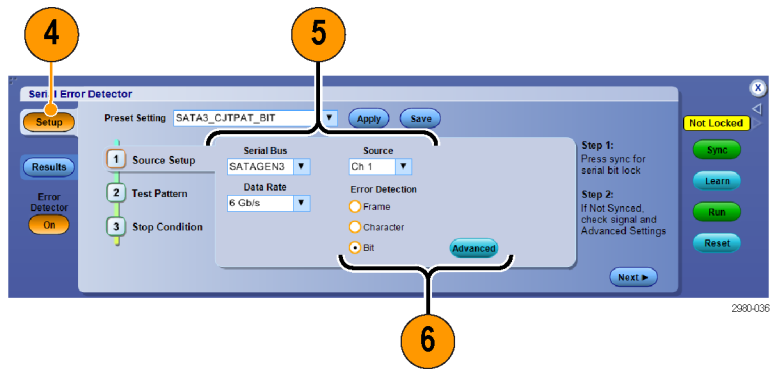 4
5
Serial Error Detector
X
Setup
Preset Setting SATA3_CJTPAT_BIT Apply Save
Not Locked
1 Source Setup
Serial Bus
SATAGEN3
Data Rate
6 Gb/s
Source
Ch 1
Error Detection
Frame
Character
Bit
Advanced
Step 1:
Press sync for
serial bit lock
Step 2:
If Not Synced,
check signal and
Advanced Settings
Sync
Results
2 Test Pattern
Learn
Error
Detector
On
3 Stop Condition
Run
Reset
Next
2980-036
6